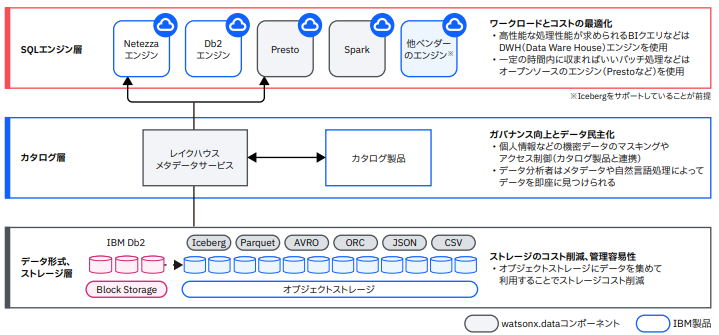 SQLエンジン層
Netezza
エンジン
Db2
エンジン
Presto
Spark
他ベンダー
のエンジン※
ワークロードとコストの最適化
・高性能な処理性能が求められるBIクエリなどは
DWH(Data Ware House)エンジンを使用
・一定の時間内に収まればいいバッチ処理などは
オープンソースのエンジン(Prestoなど)を使用
※Icebergをサポートしていることが前提
カタログ層
レイクハウス
メタデータサービス
カタログ製品
ガバナンス向上とデータ民主化
・個人情報などの機密データのマスキングや
アクセス制御(カタログ製品と連携)
・データ分析者はメタデータや自然言語処理によって
データを即座に見つけられる
データ形式、
ストレージ層
IBM Db2
Block Storage
Iceberg
Parquet
AVRO
ORC
JSON
CSV
オブジェクトストレージ
ストレージのコスト削減、管理容易性
・オブジェクトストレージにデータを集めて
利用することでストレージコスト削減
watsonx.dataコンポーネント
IBM製品